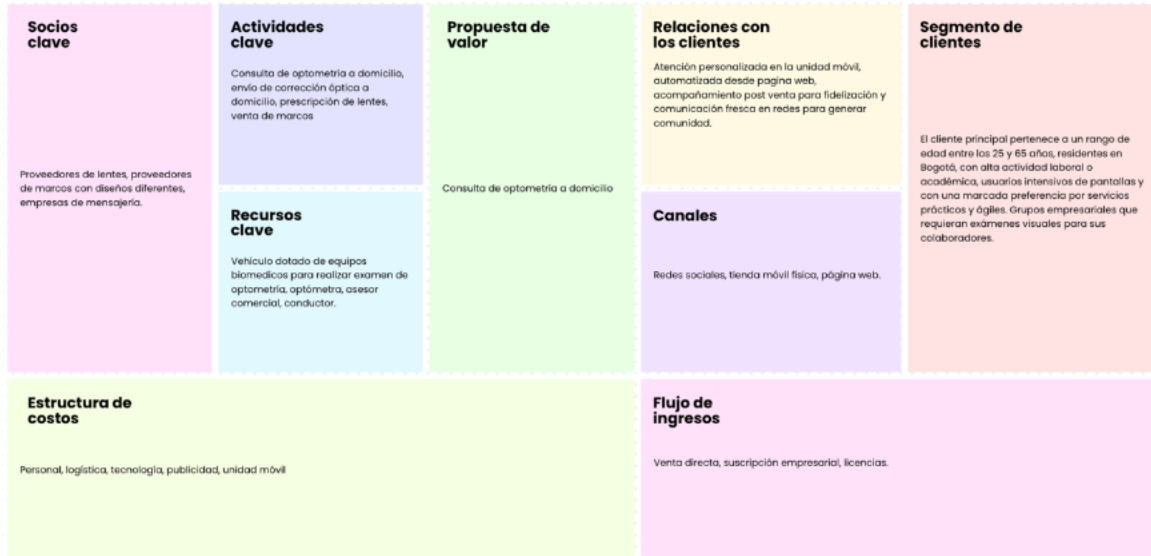 Socios
clave
Proveedores de lentes, proveedores
de marcos con diseños diferentes,
empresas de mensajería.
Actividades
clave
Consulta de optometría a domicilio,
envío de corrección óptica a
domicilio, prescripción de lentes,
venta de marcos
Recursos
clave
Vehículo dotado de equipos
biomedicos para realizar examen de
optometría, optómetra, asesor
comercial, conductor.
Propuesta de
valor
Consulta de optometría a domicilio
Relaciones con
los clientes
Atención personalizada en la unidad móvil,
automatizada desde pagina web,
acompañamiento post venta para fidelización y
comunicación fresca en redes para generar
comunidad.
Canales
Redes sociales, tienda móvil física, página web.
Segmento de
clientes
El cliente principal pertenece a un rango de
edad entre los 25 y 65 años, residentes en
Bogotá, con alta actividad laboral o
académica, usuarios intensivos de pantallas y
con una marcada preferencia por servicios
prácticos y ágiles. Grupos empresariales que
requieran exámenes visuales para sus
colaboradores.
Estructura de
costos
Personal, logística, tecnología, publicidad, unidad móvil
Flujo de
ingresos
Venta directa, suscripción empresarial, licencias.